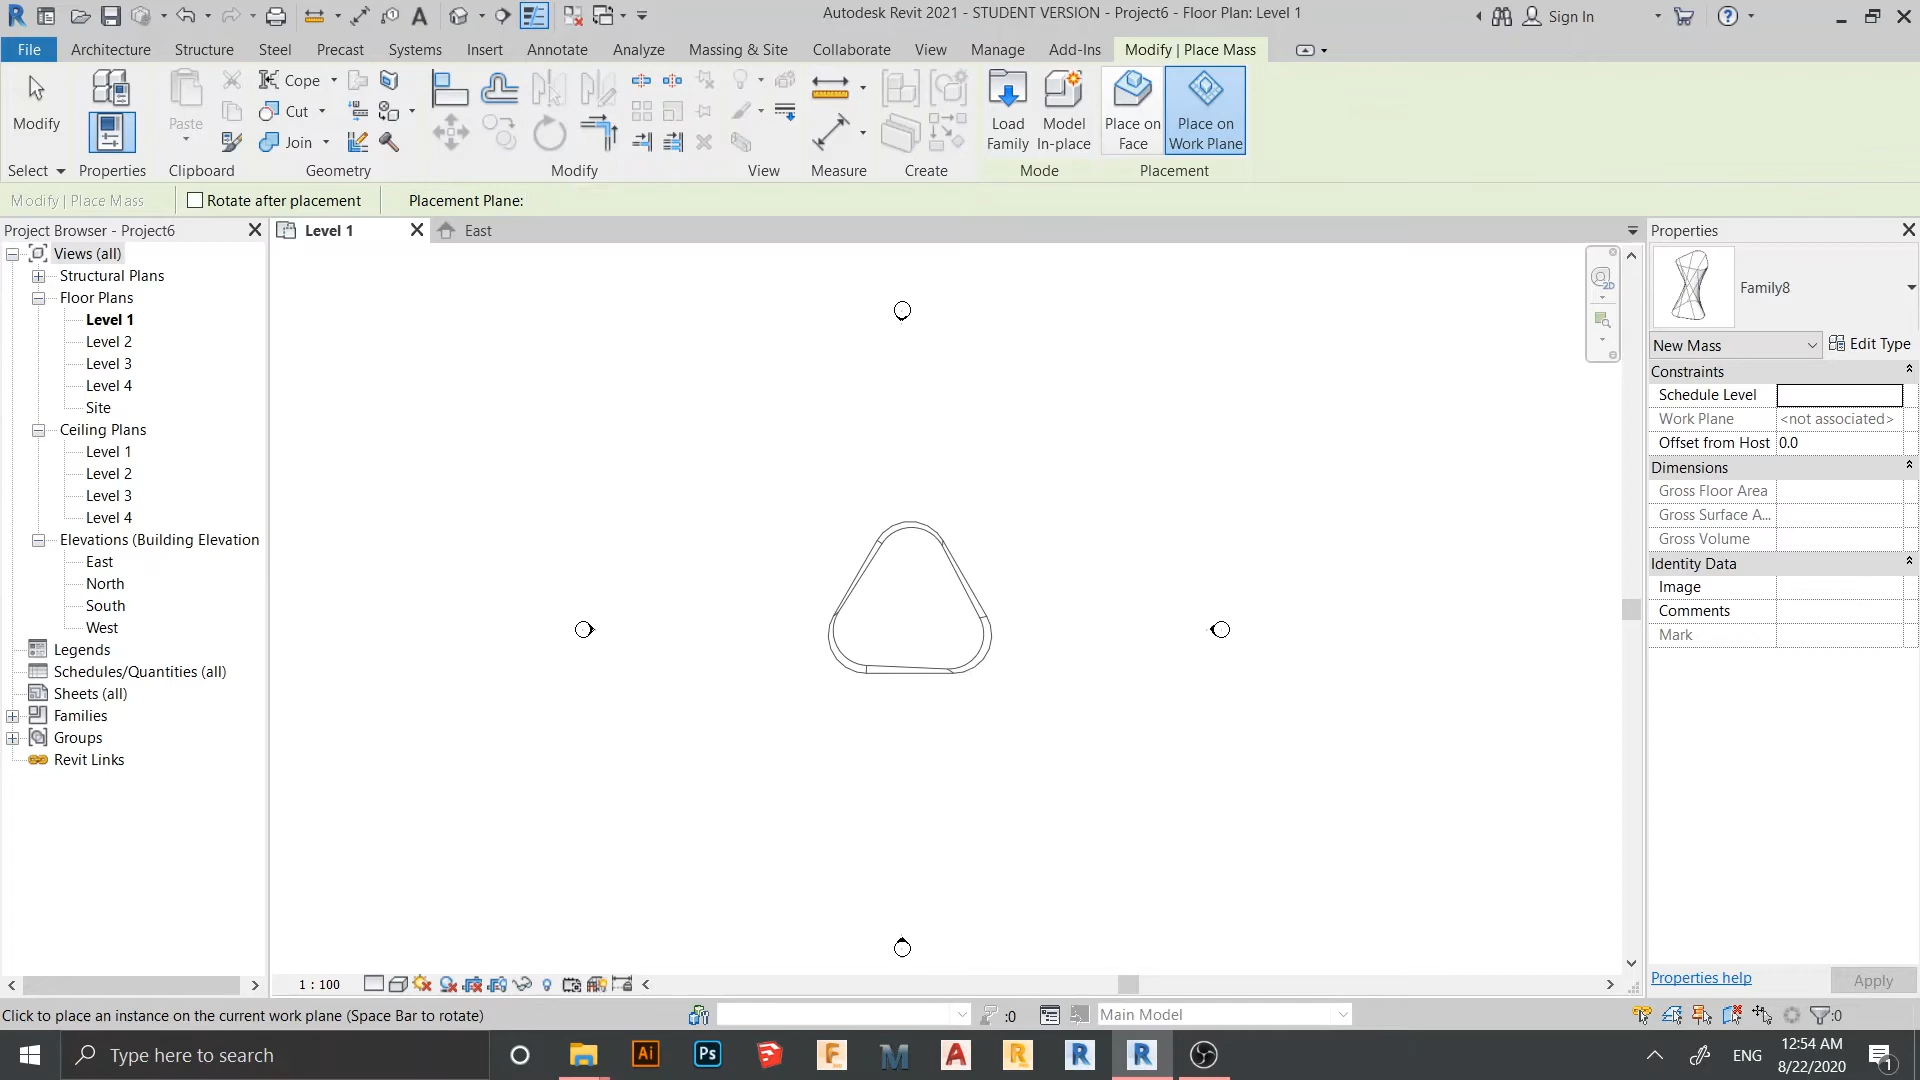 Autodesk Revit 2021 - STUDENT VERSION - Project6 - Floor Plan: Level 1
Sign In
File
Architecture
Structure
Steel
Precast
Systems
Insert
Annotate
Analyze
Massing & Site
Collaborate
View
Manage
Add-Ins
Modify | Place Mass
Modify
Paste
Cope
Cut
Join
Load Family
Model In-place
Place on Face
Place on Work Plane
Select
Properties
Clipboard
Geometry
Modify
View
Measure
Create
Mode
Placement
Modify | Place Mass
Rotate after placement
Placement Plane:
Project Browser - Project6
Views (all)
Structural Plans
Floor Plans
Level 1
Level 2
Level 3
Level 4
Site
Ceiling Plans
Level 1
Level 2
Level 3
Level 4
Elevations (Building Elevation
East
North
South
West
Legends
Schedules/Quantities (all)
Sheets (all)
Families
Groups
Revit Links
Level 1
East
2D
Properties
Family8
New Mass
Edit Type
Constraints
Schedule Level
Work Plane <not associated>
Offset from Host 0.0
Dimensions
Gross Floor Area
Gross Surface A...
Gross Volume
Identity Data
Image
Comments
Mark
Properties help
Apply
1 : 100
Click to place an instance on the current work plane (Space Bar to rotate)
:0
Main Model
:0
Type here to search
Ai
Ps
ENG
12:54 AM
8/22/2020
1